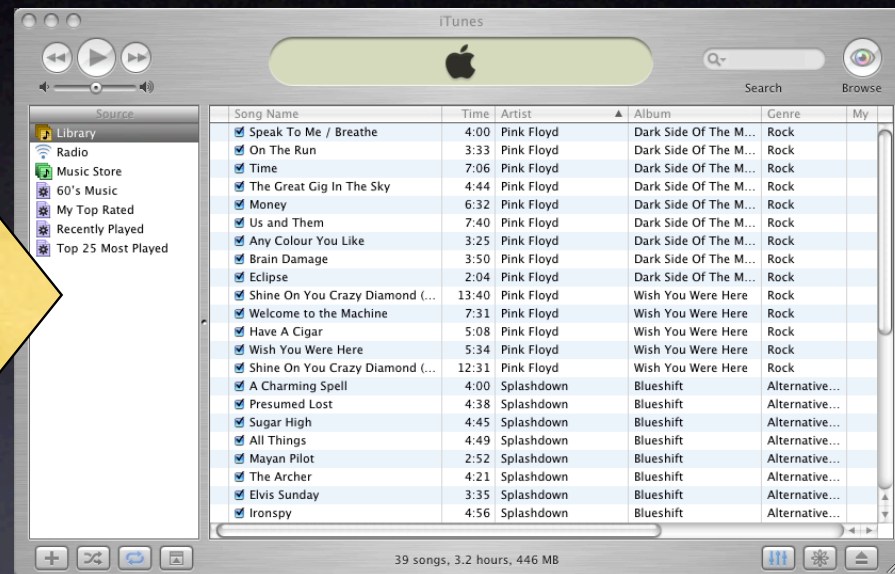 iTunes
Search
Browse
Source
Library
Radio
Music Store
60's Music
My Top Rated
Recently Played
Top 25 Most Played
Song Name Time Artist Album Genre My
Speak To Me / Breathe 4:00 Pink Floyd Dark Side Of The M... Rock
On The Run 3:33 Pink Floyd Dark Side Of The M... Rock
Time 7:06 Pink Floyd Dark Side Of The M... Rock
The Great Gig In The Sky 4:44 Pink Floyd Dark Side Of The M... Rock
Money 6:32 Pink Floyd Dark Side Of The M... Rock
Us and Them 7:40 Pink Floyd Dark Side Of The M... Rock
Any Colour You Like 3:25 Pink Floyd Dark Side Of The M... Rock
Brain Damage 3:50 Pink Floyd Dark Side Of The M... Rock
Eclipse 2:04 Pink Floyd Dark Side Of The M... Rock
Shine On You Crazy Diamond (... 13:40 Pink Floyd Wish You Were Here Rock
Welcome to the Machine 7:31 Pink Floyd Wish You Were Here Rock
Have A Cigar 5:08 Pink Floyd Wish You Were Here Rock
Wish You Were Here 5:34 Pink Floyd Wish You Were Here Rock
Shine On You Crazy Diamond (... 12:31 Pink Floyd Wish You Were Here Rock
A Charming Spell 4:00 Splashdown Blueshift Alternative...
Presumed Lost 4:38 Splashdown Blueshift Alternative...
Sugar High 4:45 Splashdown Blueshift Alternative...
All Things 4:49 Splashdown Blueshift Alternative...
Mayan Pilot 2:52 Splashdown Blueshift Alternative...
The Archer 4:21 Splashdown Blueshift Alternative...
Elvis Sunday 3:35 Splashdown Blueshift Alternative...
Ironspy 4:56 Splashdown Blueshift Alternative...
39 songs, 3.2 hours, 446 MB